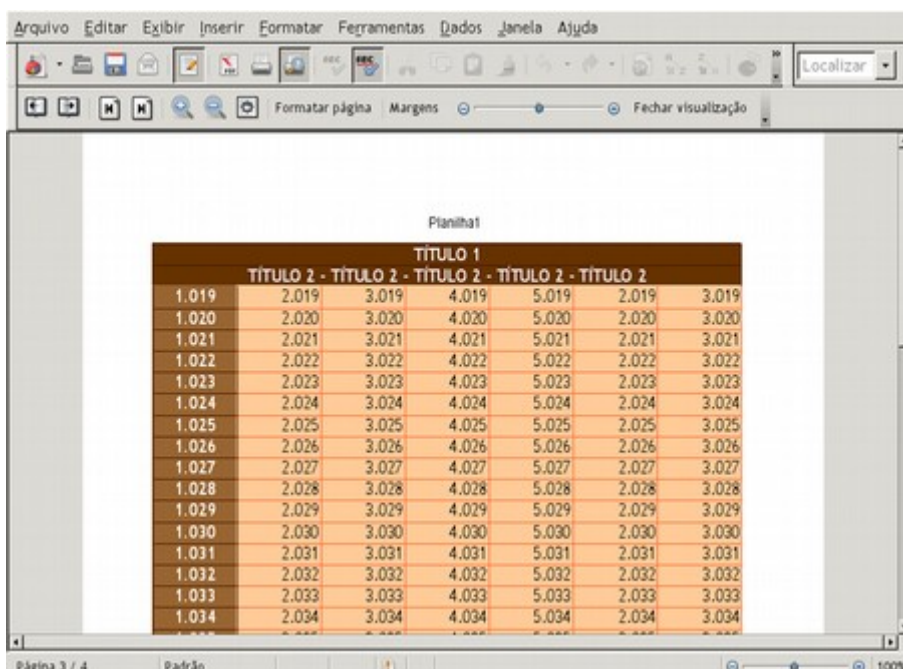 Arquivo Editar Exibir Inserir Formatar Ferramentas Dados Janela Ajuda
Localizar
Formatar página Margens Fechar visualização
Planilha1
TÍTULO 1
TÍTULO 2 - TÍTULO 2 - TÍTULO 2 - TÍTULO 2 - TÍTULO 2
1.019 2.019 3.019 4.019 5.019 2.019 3.019
1.020 2.020 3.020 4.020 5.020 2.020 3.020
1.021 2.021 3.021 4.021 5.021 2.021 3.021
1.022 2.022 3.022 4.022 5.022 2.022 3.022
1.023 2.023 3.023 4.023 5.023 2.023 3.023
1.024 2.024 3.024 4.024 5.024 2.024 3.024
1.025 2.025 3.025 4.025 5.025 2.025 3.025
1.026 2.026 3.026 4.026 5.026 2.026 3.026
1.027 2.027 3.027 4.027 5.027 2.027 3.027
1.028 2.028 3.028 4.028 5.028 2.028 3.028
1.029 2.029 3.029 4.029 5.029 2.029 3.029
1.030 2.030 3.030 4.030 5.030 2.030 3.030
1.031 2.031 3.031 4.031 5.031 2.031 3.031
1.032 2.032 3.032 4.032 5.032 2.032 3.032
1.033 2.033 3.033 4.033 5.033 2.033 3.033
1.034 2.034 3.034 4.034 5.034 2.034 3.034
Página 3 / 4 Padrão 100%